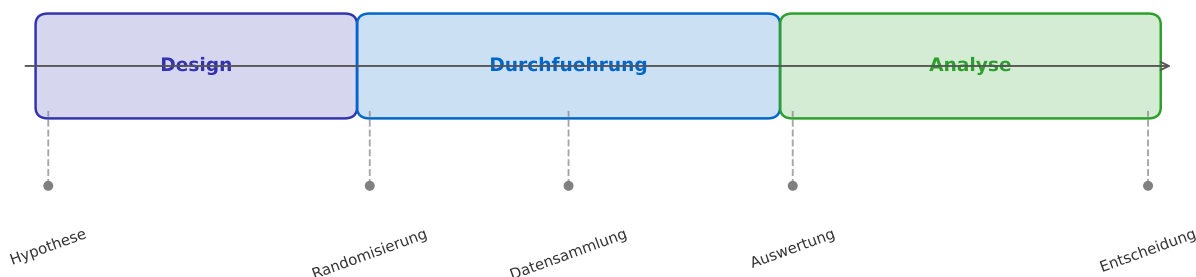 Design
Durchfuehrung
Analyse
Hypothese
Randomisierung
Datensammlung
Auswertung
Entscheidung